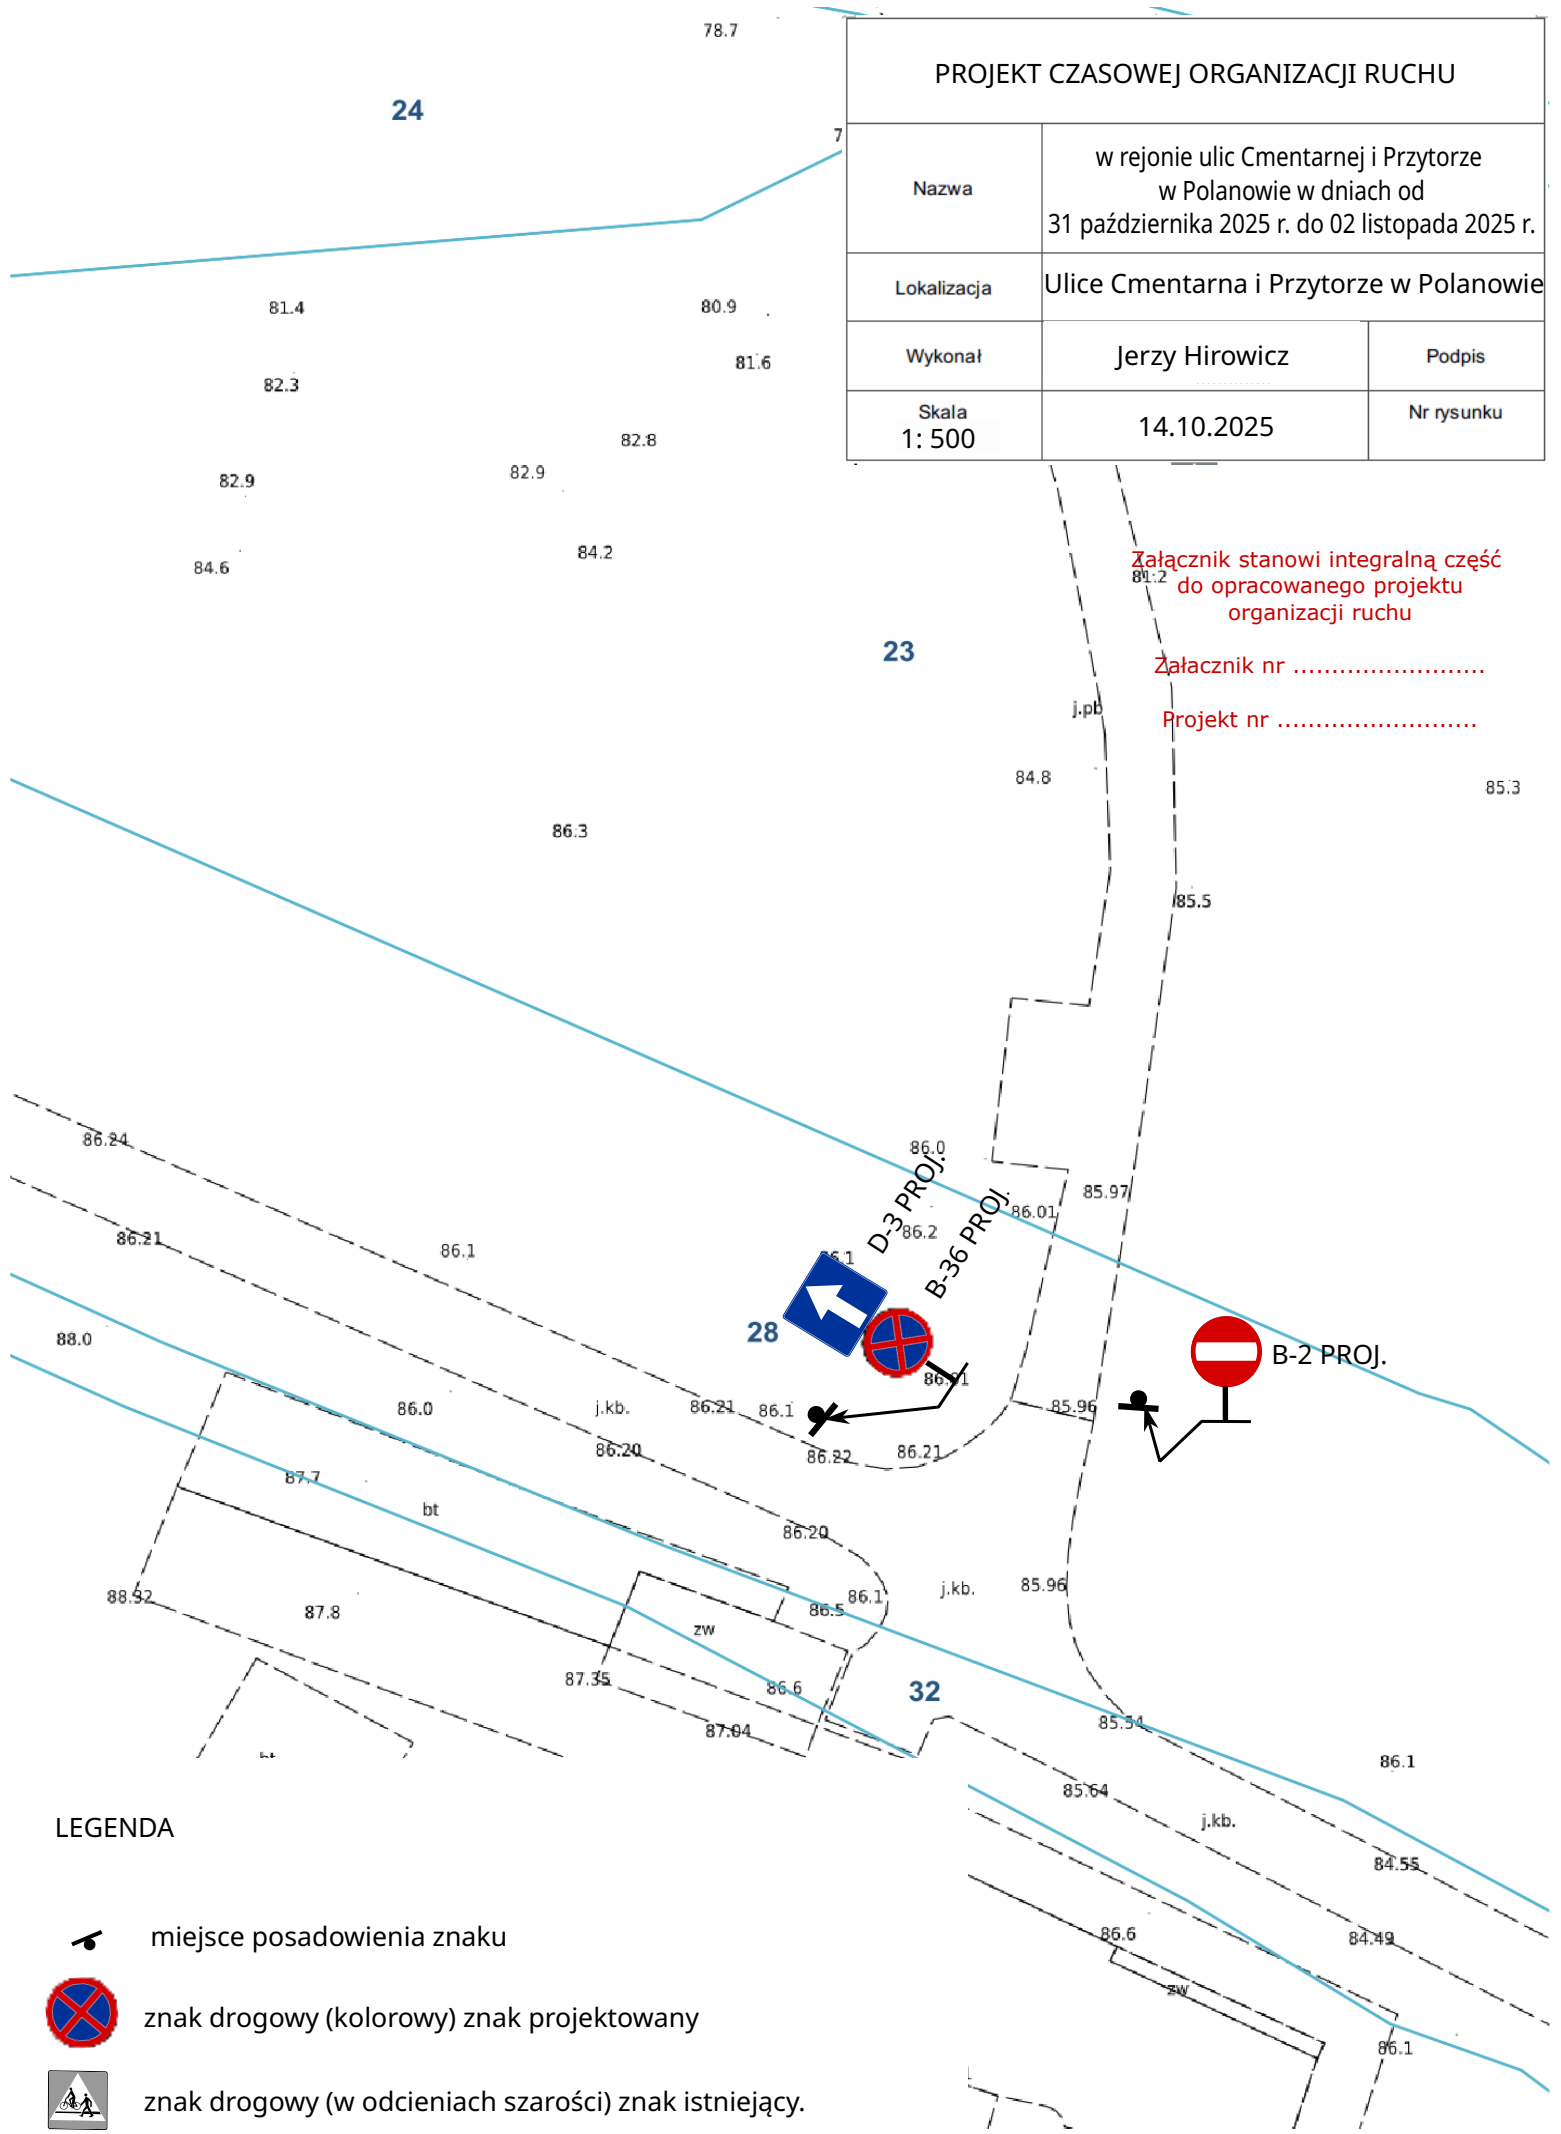 78.7
24
7
PROJEKT CZASOWEJ ORGANIZACJI RUCHU
Nazwa
w rejonie ulic Cmentarnej i Przytorze
w Polanowie w dniach od
31 października 2025 r. do 02 listopada 2025 r.
Lokalizacja
Ulice Cmentarna i Przytorze w Polanowie
Wykonał
Jerzy Hirowicz
Podpis
Skala
1: 500
14.10.2025
Nr rysunku
81.4
80.9
81.6
82.3
82.8
82.9
82.9
84.2
84.6
Załącznik stanowi integralną część
81.2
do opracowanego projektu
organizacji ruchu
23
Załacznik nr .........................
j.pb
Projekt nr ..........................
84.8
85.3
86.3
85.5
86.24
86.0
D-3 PROJ.
85.97
86.01
B-36 PROJ.
86.2
86.21
86.1
28
88.0
B-2 PROJ.
86.0
j.kb.
86.21
86.1
85.96
86.20
86.22
86.21
87.7
bt
86.20
j.kb.
85.96
88.32
87.8
86.5
86.1
zw
87.35
86.6
32
87.04
85.54
bt
86.1
85.64
j.kb.
LEGENDA
84.55
86.6
84.49
miejsce posadowienia znaku
zw
znak drogowy (kolorowy) znak projektowany
86.1
znak drogowy (w odcieniach szarości) znak istniejący.